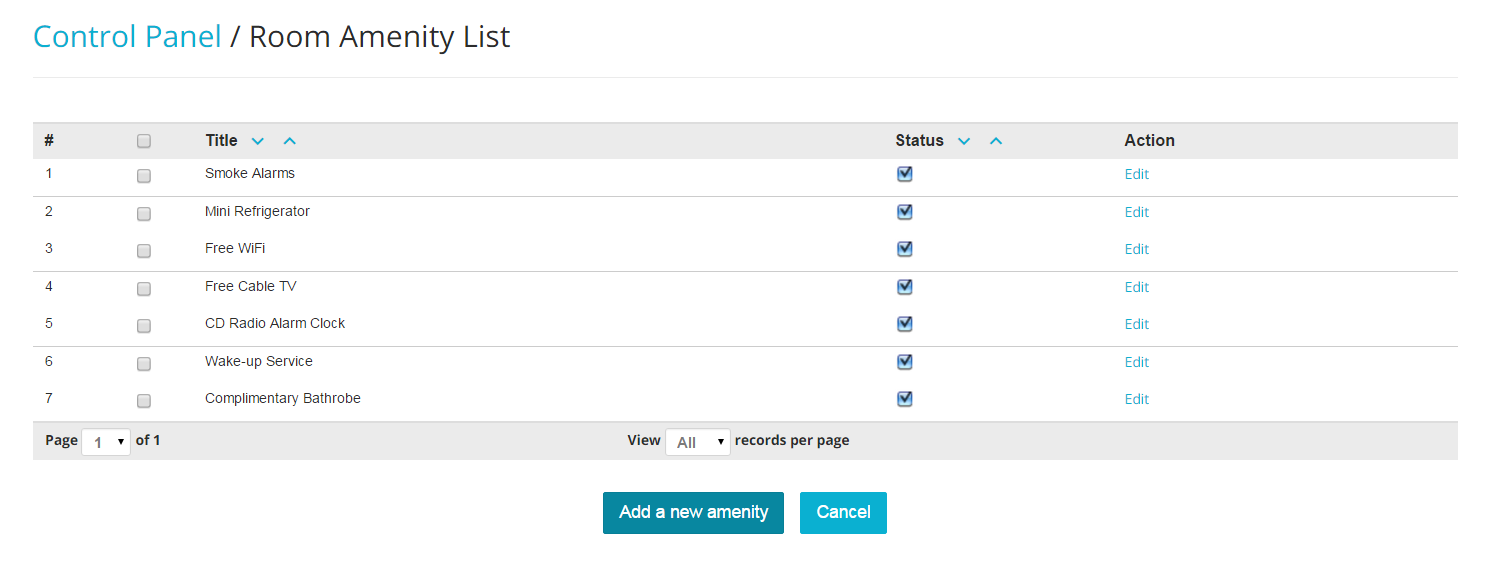 Control Panel / Room Amenity List
# Title Status Action
1 Smoke Alarms Edit
2 Mini Refrigerator Edit
3 Free WiFi Edit
4 Free Cable TV Edit
5 CD Radio Alarm Clock Edit
6 Wake-up Service Edit
7 Complimentary Bathrobe Edit
Page 1 of 1 View All records per page
Add a new amenity Cancel